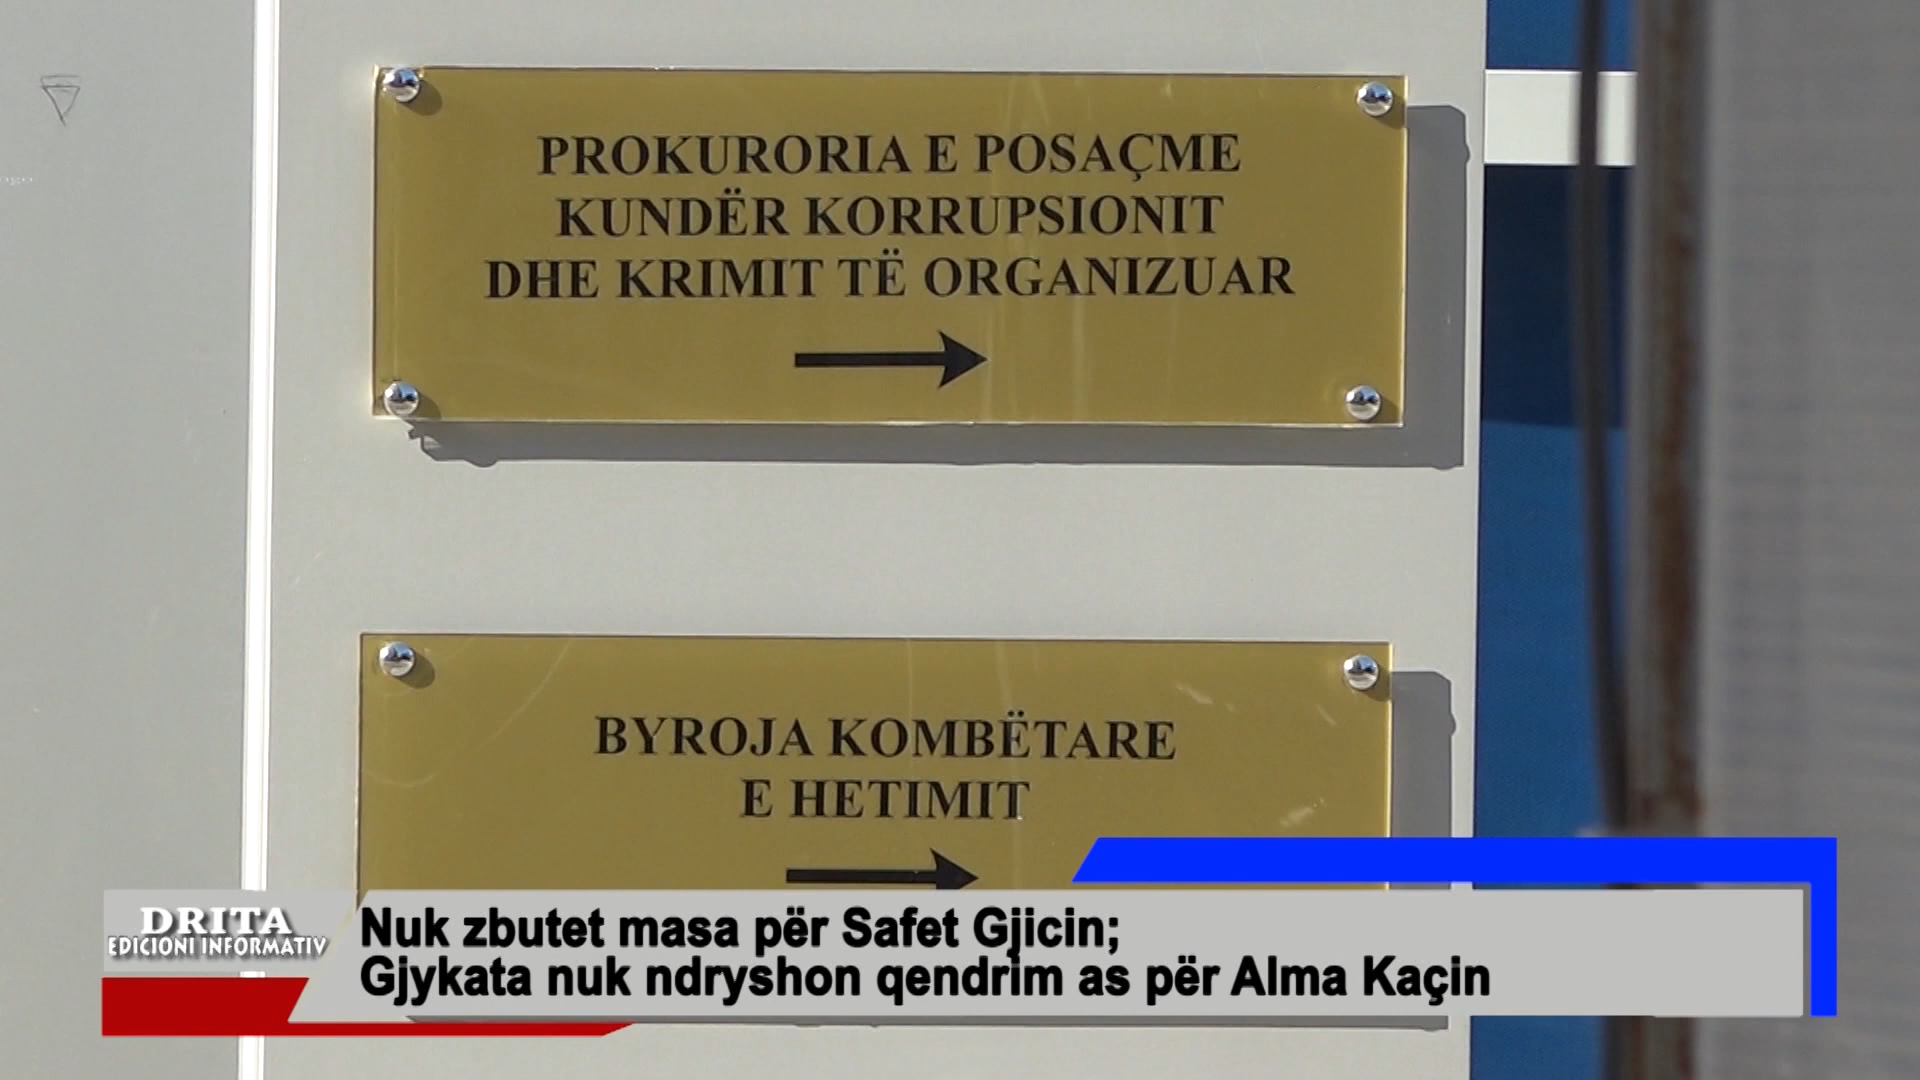 PROKURORIA E POSAÇME
KUNDËR KORRUPSIONIT
DHE KRIMIT TË ORGANIZUAR
BYROJA KOMBËTARE
E HETIMIT
DRITA
EDICIONI INFORMATIV
Nuk zbutet masa për Safet Gjicin;
Gjykata nuk ndryshon qendrim as për Alma Kaçin